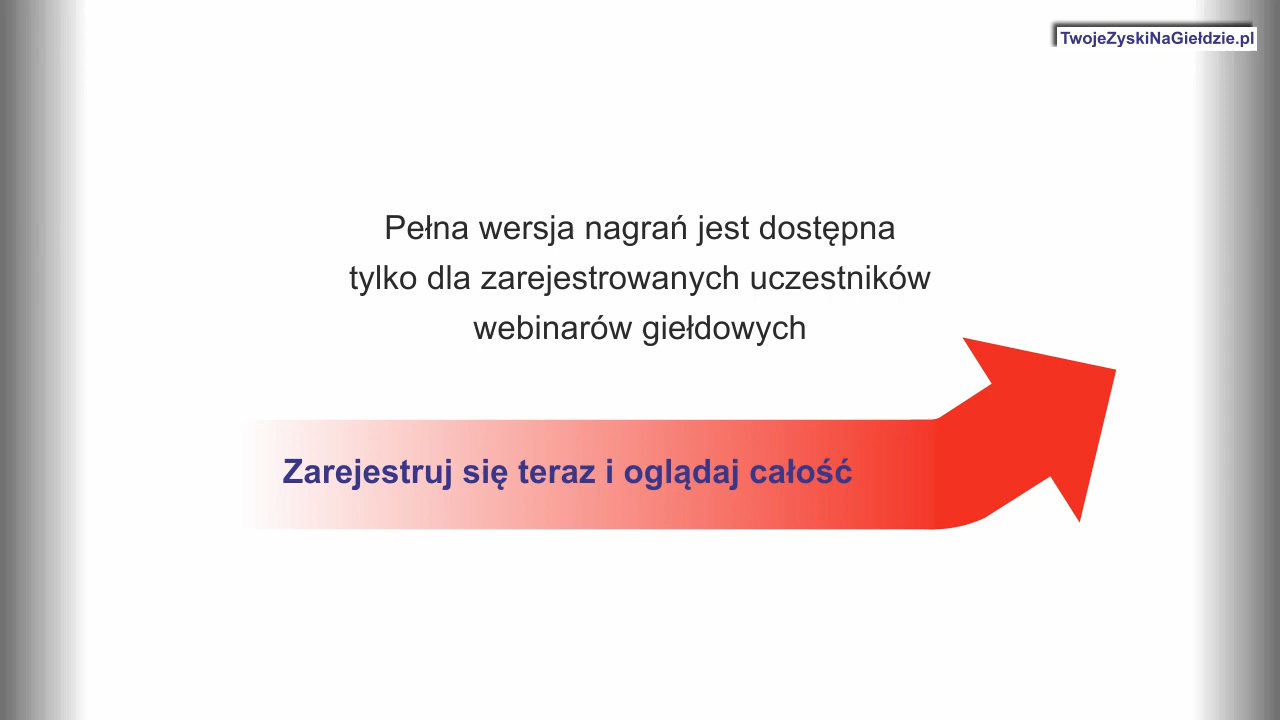 TwojeZyskiNaGiełdzie.pl
Pełna wersja nagrań jest dostępna
tylko dla zarejestrowanych uczestników
webinarów giełdowych
Zarejestruj się teraz i oglądaj całość